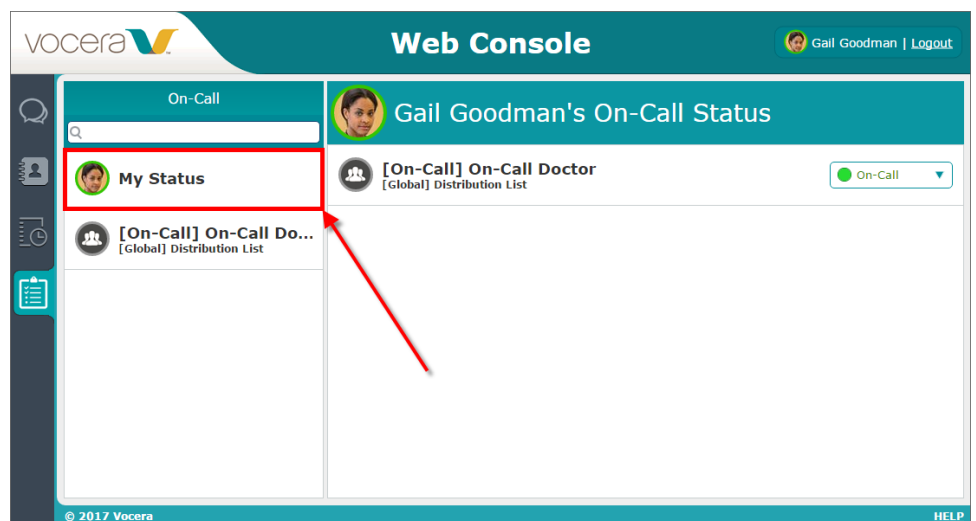 vocera
Web Console
Gail Goodman | Logout
On-Call
My Status
[On-Call] On-Call Do...
[Global] Distribution List
Gail Goodman's On-Call Status
[On-Call] On-Call Doctor
[Global] Distribution List
On-Call
© 2017 Vocera
HELP